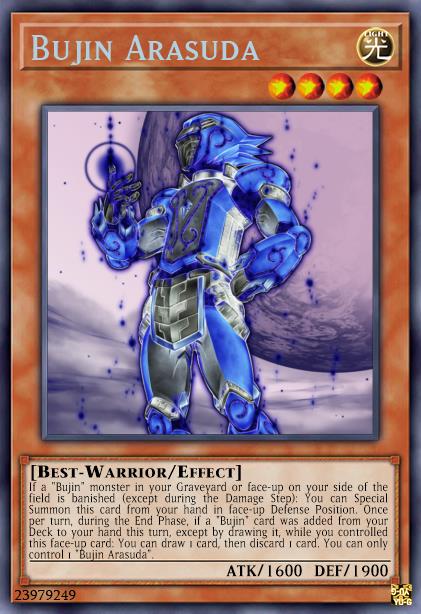 Bujin Arasuda
LIGHT
光
[Best-Warrior/Effect]
If a "Bujin" monster in your Graveyard or face-up on your side of the
field is banished (except during the Damage Step): You can Special
Summon this card from your hand in face-up Defense Position. Once
per turn, during the End Phase, if a "Bujin" card was added from your
Deck to your hand this turn, except by drawing it, while you controlled
this face-up card: You can draw 1 card, then discard 1 card. You can only
control 1 "Bujin Arasuda".
ATK/1600 DEF/1900
23979249